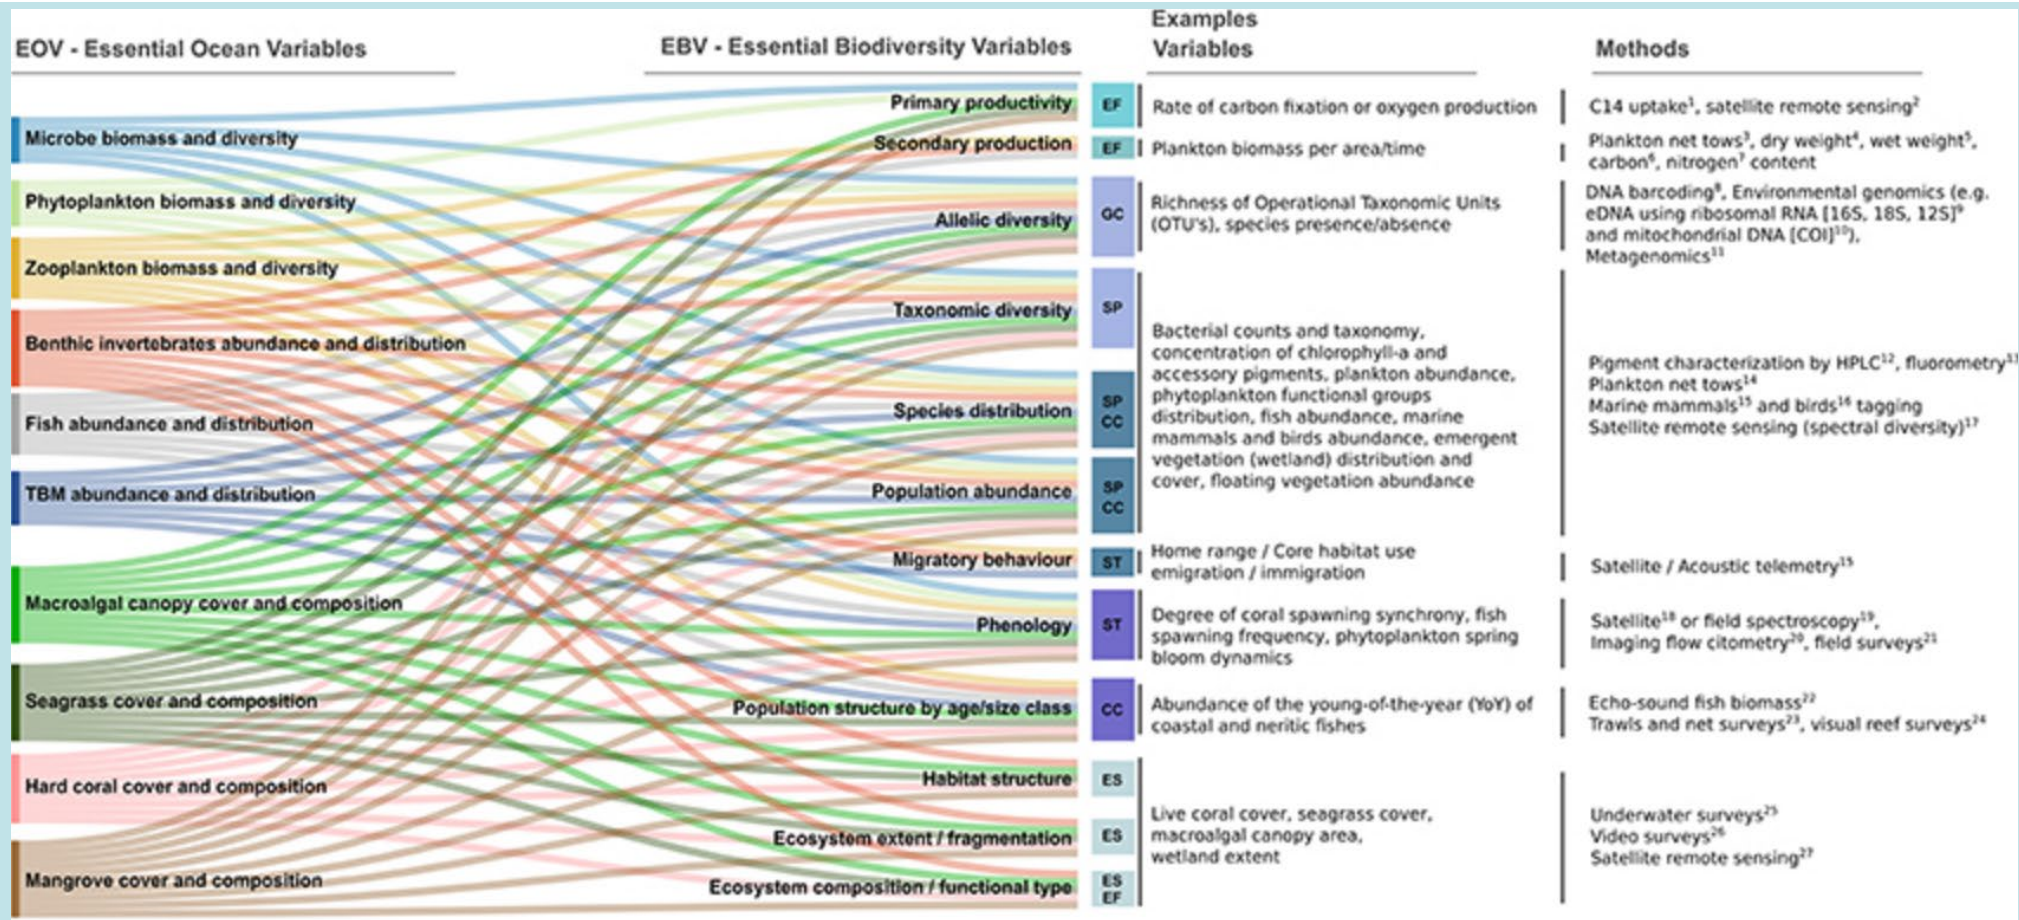 Examples
EOV - Essential Ocean Variables
EBV - Essential Biodiversity Variables
Variables
Methods
Microbe biomass and diversity
Phytoplankton biomass and diversity
Zooplankton biomass and diversity
Benthic invertebrates abundance and distribution
Fish abundance and distribution
TBM abundance and distribution
Macroalgal canopy cover and composition
Seagrass cover and composition
Hard coral cover and composition
Mangrove cover and composition
Primary productivity
Secondary production
Allelic diversity
Taxonomic diversity
Species distribution
Population abundance
Migratory behaviour
Phenology
Population structure by age/size class
Habitat structure
Ecosystem extent / fragmentation
Ecosystem composition / functional type
EF
EF
GC
SP
SP
CC
SP
CC
ST
ST
CC
ES
ES
ES
EF
Rate of carbon fixation or oxygen production
Plankton biomass per area/time
Richness of Operational Taxonomic Units
(OTU's), species presence/absence
Bacterial counts and taxonomy,
concentration of chlorophyll-a and
accessory pigments, plankton abundance,
phytoplankton functional groups
distribution, fish abundance, marine
mammals and birds abundance, emergent
vegetation (wetland) distribution and
cover, floating vegetation abundance
Home range / Core habitat use
emigration / immigration
Degree of coral spawning synchrony, fish
spawning frequency, phytoplankton spring
bloom dynamics
Abundance of the young-of-the-year (YoY) of
coastal and neritic fishes
Live coral cover, seagrass cover,
macroalgal canopy area,
wetland extent
C14 uptake¹, satellite remote sensing²
Plankton net tows³, dry weight⁴, wet weight⁵,
carbon⁶, nitrogen⁷ content
DNA barcoding⁸, Environmental genomics (e.g.
eDNA using ribosomal RNA [16S, 18S, 12S]⁹
and mitochondrial DNA [COI]¹⁰),
Metagenomics¹¹
Pigment characterization by HPLC¹², fluorometry
Plankton net tows¹⁴
Marine mammals¹⁵ and birds¹⁶ tagging
Satellite remote sensing (spectral diversity)¹⁷
Satellite / Acoustic telemetry¹⁵
Satellite¹⁸ or field spectroscopy¹⁹,
Imaging flow citometry²⁰, field surveys²¹
Echo-sound fish biomass²²
Trawls and net surveys²³, visual reef surveys²⁴
Underwater surveys²⁵
Video surveys²⁶
Satellite remote sensing²⁷